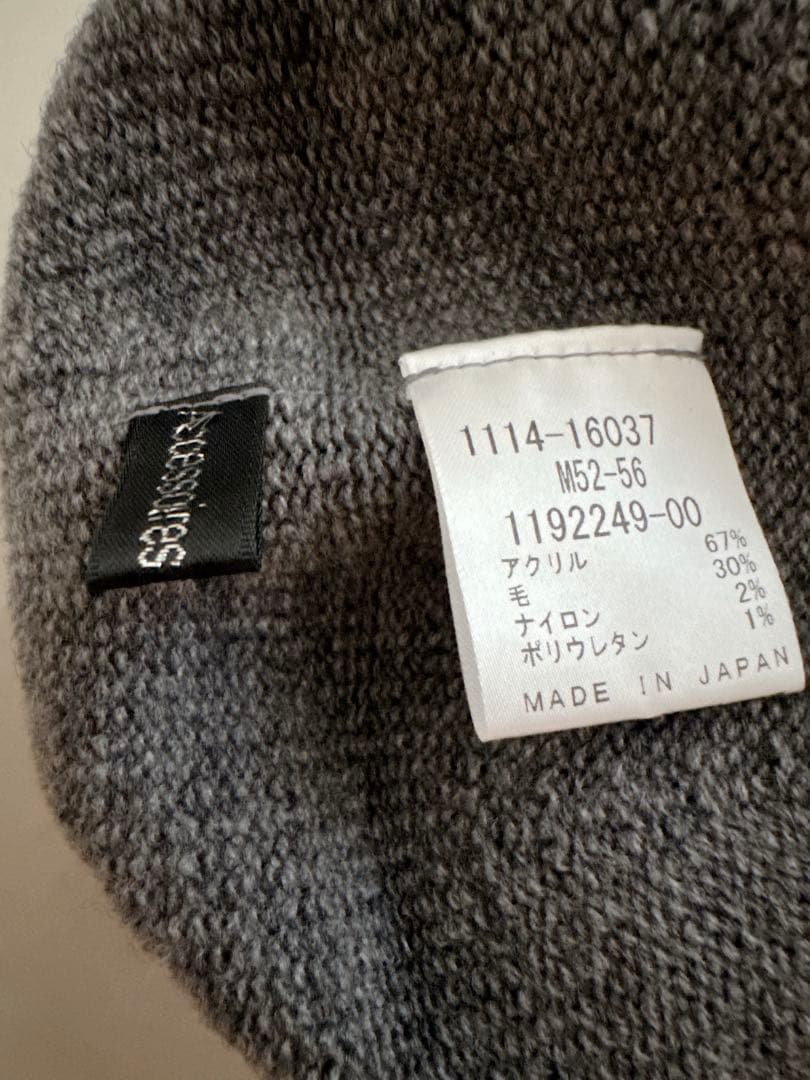 Accessoires
1114-16037
M52-56
1192249-00
アクリル 67%
毛 30%
ナイロン 2%
ポリウレタン 1%
MADE IN JAPAN